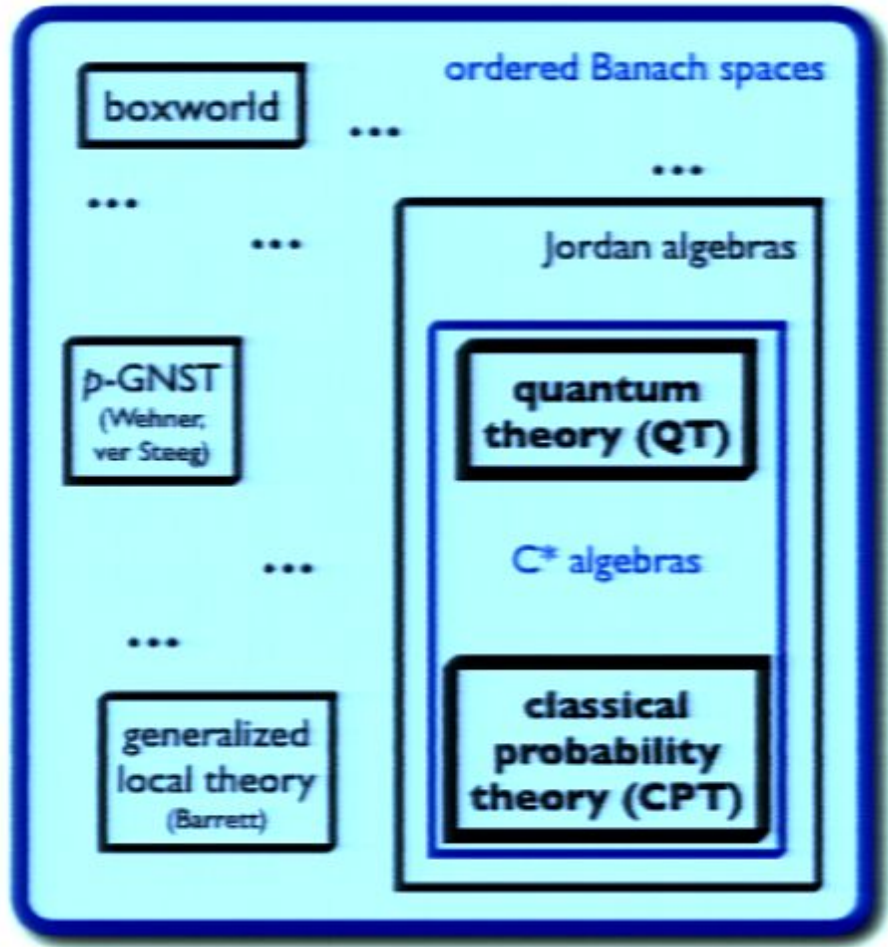 ordered Banach spaces
boxworld
...
...
...
...
Jordan algebras
p-GNST
(Wehner,
ver Steeg)
quantum
theory (QT)
C* algebras
...
...
generalized
local theory
(Barrett)
classical
probability
theory (CPT)